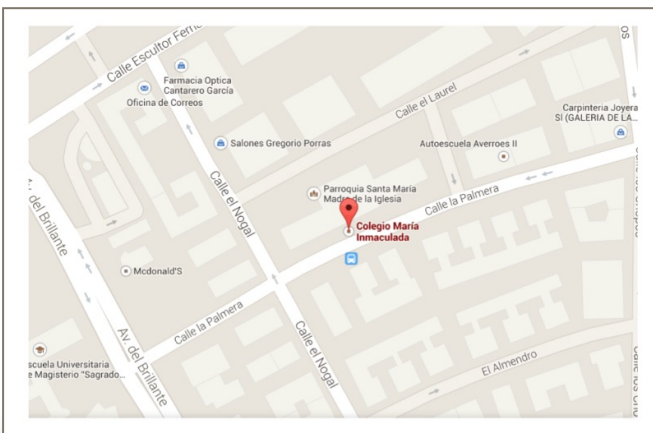 Calle Escultor
OS
Farmacia Optica
Cantarero García
Oficina de Correos
Calle el Laurel
Carpinteria Joyera
SI (GALERIA DE LA...
Salones Gregorio Porras
Autoescuela Averroes II
Parroquia Santa María
Madre de la Iglesia
Calle la Palmera
Calle el Nogal
Colegio María
Inmaculada
. del Brillante
Mcdonald'S
Calle la Palmera
Av. del Brillante
Calle el Nogal
El Almendro
scuela Universitaria
e Magisterio "Sagrado...